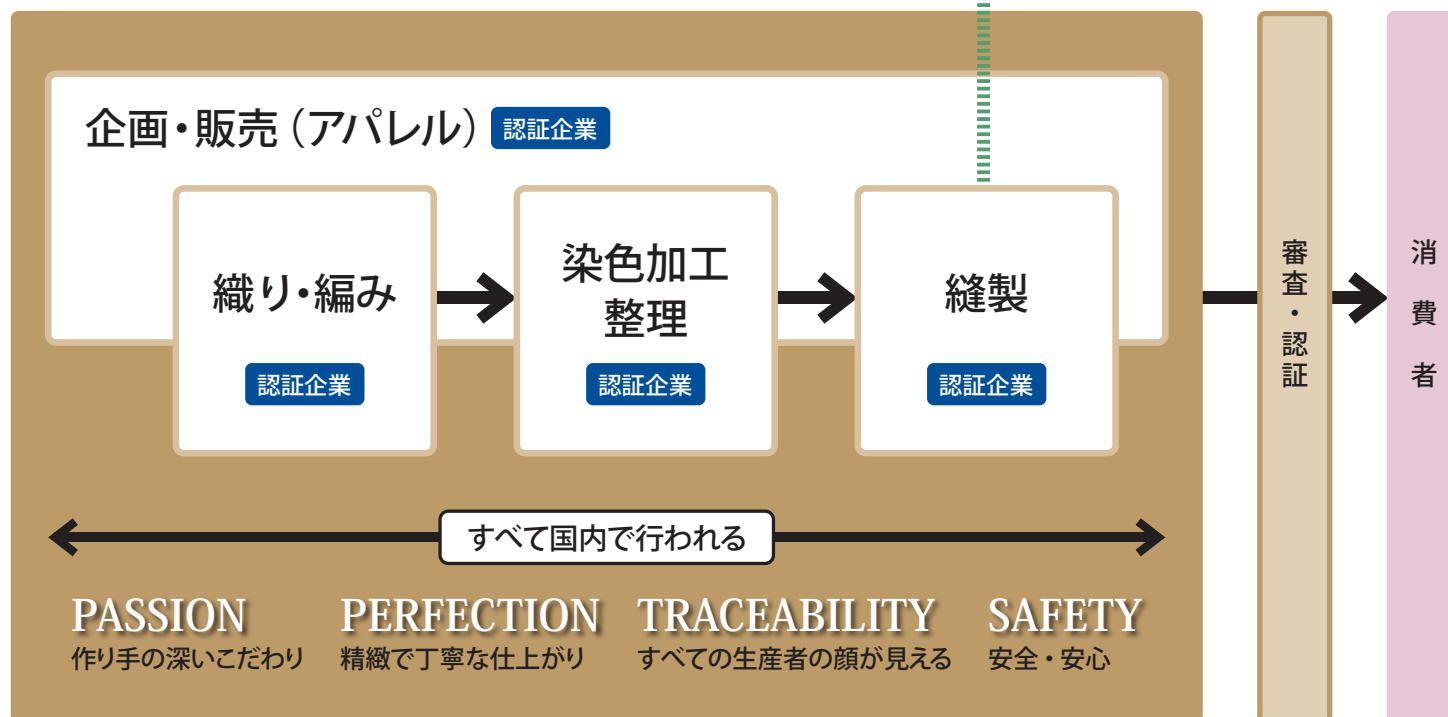 企画・販売（アパレル）
認証企業
織り・編み
認証企業
染色加工
整理
認証企業
縫製
認証企業
審査・認証
消費者
すべて国内で行われる
PASSION
作り手の深いこだわり
PERFECTION
精緻で丁寧な仕上がり
TRACEABILITY
すべての生産者の顔が見える
SAFETY
安全・安心